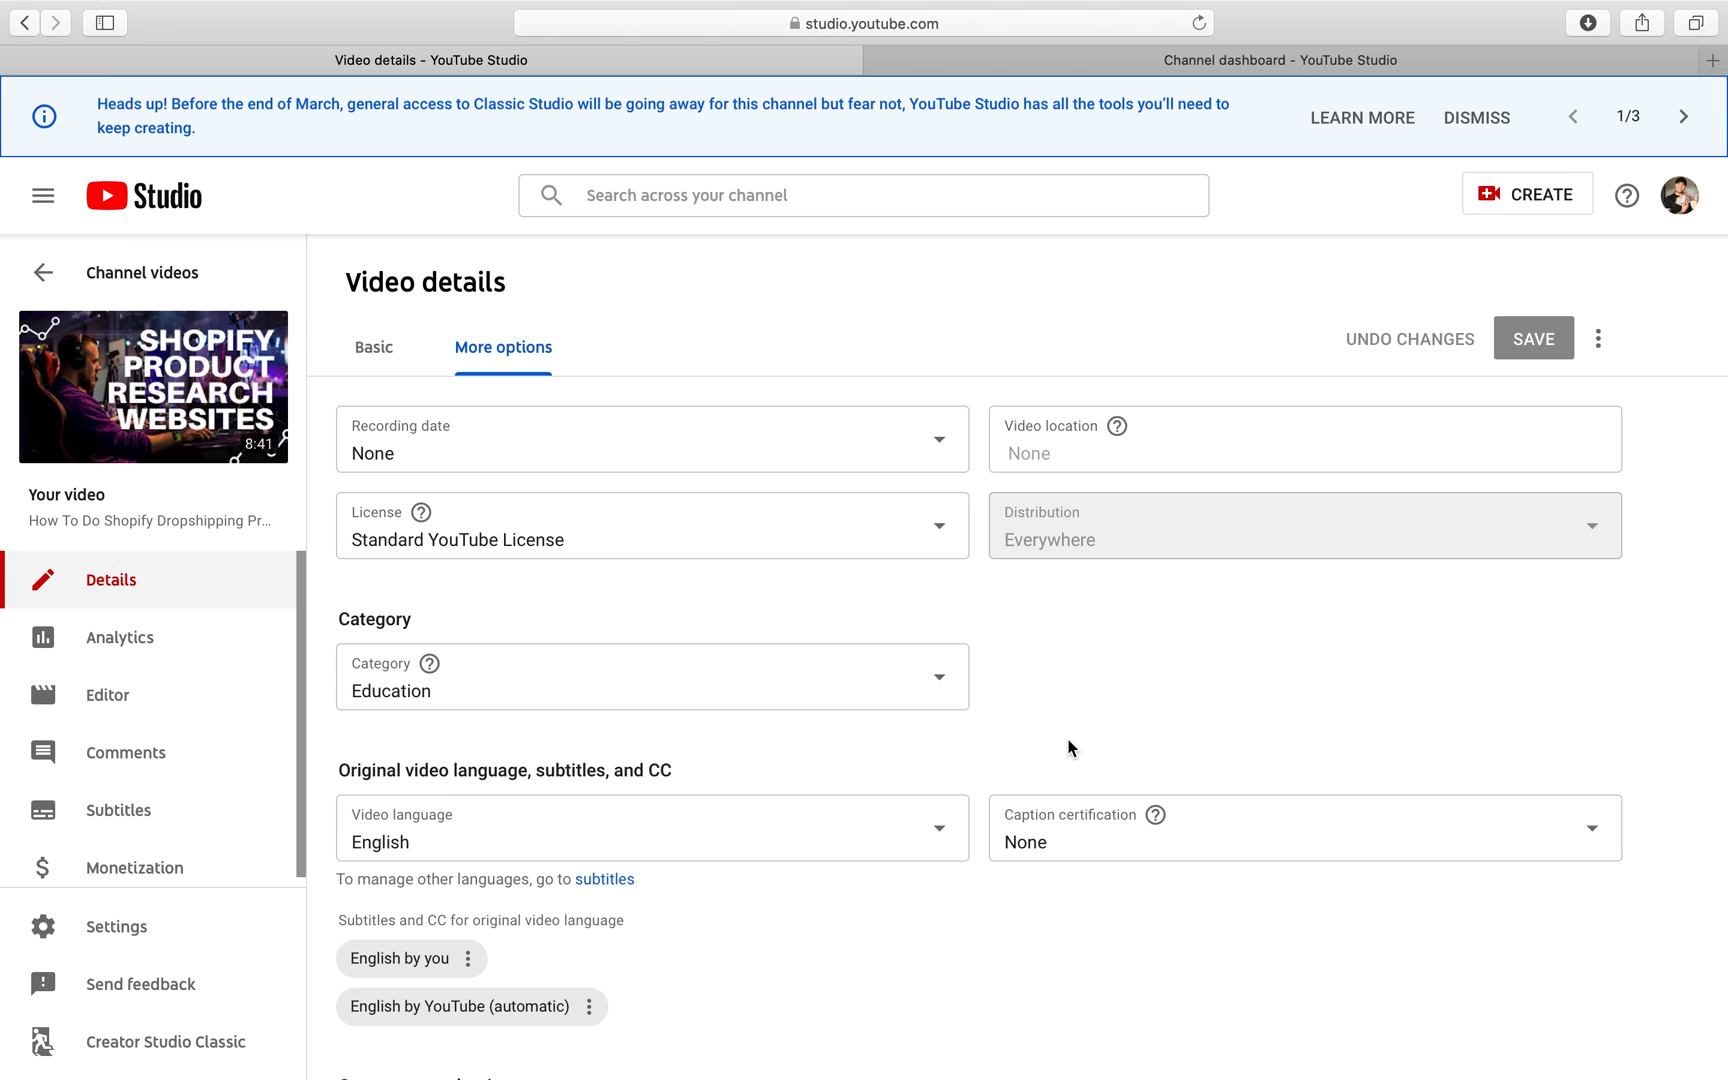 studio.youtube.com
Video details - YouTube Studio
Channel dashboard - YouTube Studio
Heads up! Before the end of March, general access to Classic Studio will be going away for this channel but fear not, YouTube Studio has all the tools you'll need to
keep creating.
LEARN MORE
DISMISS
1/3
Studio
Search across your channel
CREATE
Channel videos
SHOPIFY
PRODUCT
RESEARCH
WEBSITES
8:41
Your video
How To Do Shopify Dropshipping Pr...
Details
Analytics
Editor
Comments
Subtitles
Monetization
Settings
Send feedback
Creator Studio Classic
Video details
Basic
More options
UNDO CHANGES
SAVE
Recording date
None
Video location
None
License
Standard YouTube License
Distribution
Everywhere
Category
Category
Education
Original video language, subtitles, and CC
Video language
English
Caption certification
None
To manage other languages, go to subtitles
Subtitles and CC for original video language
English by you
English by YouTube (automatic)